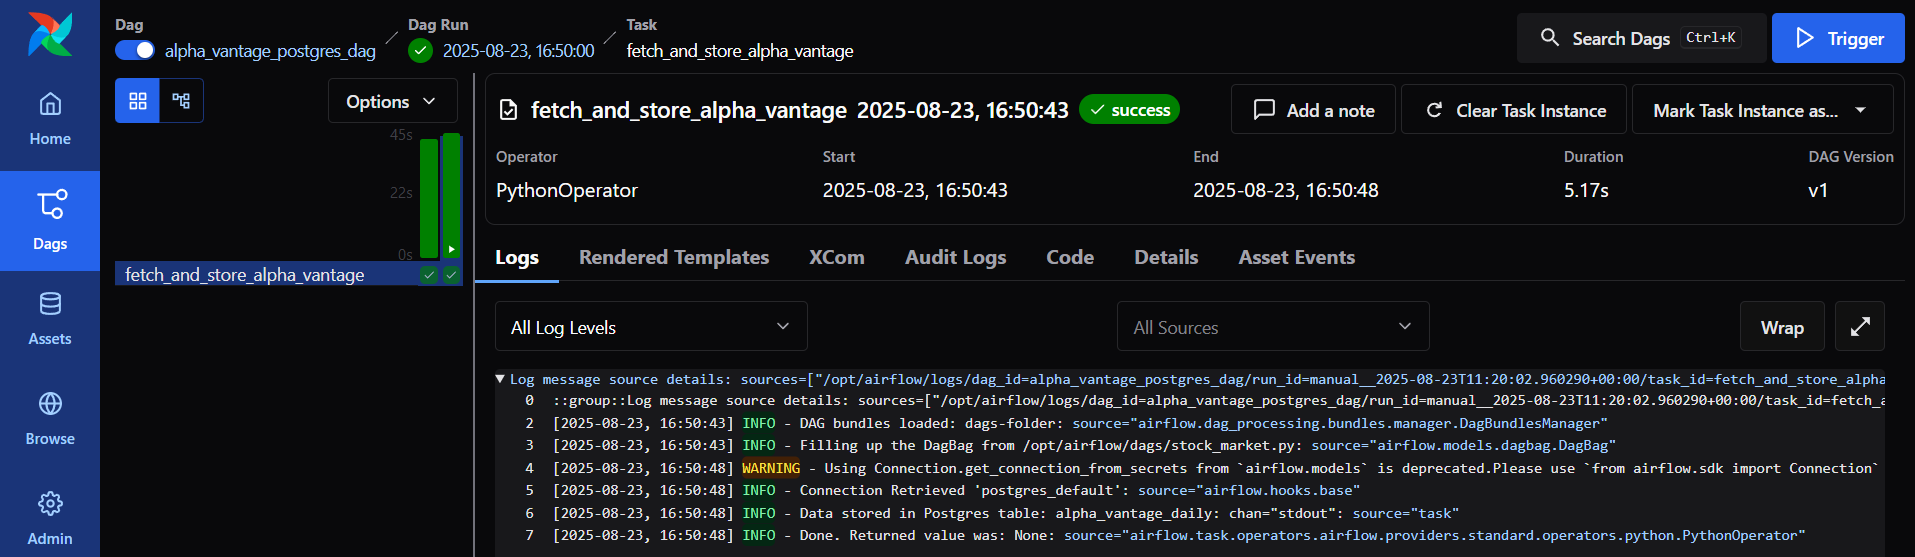 Dag
alpha_vantage_postgres_dag
Dag Run
2025-08-23, 16:50:00
Task
fetch_and_store_alpha_vantage
Search Dags Ctrl+K
Trigger
Home
Dags
Assets
Browse
Admin
Options
45s
22s
0s
fetch_and_store_alpha_vantage
fetch_and_store_alpha_vantage 2025-08-23, 16:50:43 success
Add a note
Clear Task Instance
Mark Task Instance as...
Operator Start End Duration DAG Version
PythonOperator 2025-08-23, 16:50:43 2025-08-23, 16:50:48 5.17s v1
Logs Rendered Templates XCom Audit Logs Code Details Asset Events
All Log Levels
All Sources
Wrap
Log message source details: sources=["/opt/airflow/logs/dag_id=alpha_vantage_postgres_dag/run_id=manual__2025-08-23T11:20:02.960290+00:00/task_id=fetch_and_store_alpha
0 ::group::Log message source details: sources=["/opt/airflow/logs/dag_id=alpha_vantage_postgres_dag/run_id=manual__2025-08-23T11:20:02.960290+00:00/task_id=fetch_a
2 [2025-08-23, 16:50:43] INFO - DAG bundles loaded: dags-folder: source="airflow.dag_processing.bundles.manager.DagBundlesManager"
3 [2025-08-23, 16:50:43] INFO - Filling up the DagBag from /opt/airflow/dags/stock_market.py: source="airflow.models.dagbag.DagBag"
4 [2025-08-23, 16:50:48] WARNING - Using Connection.get_connection_from_secrets from `airflow.models` is deprecated.Please use `from airflow.sdk import Connection`
5 [2025-08-23, 16:50:48] INFO - Connection Retrieved 'postgres_default': source="airflow.hooks.base"
6 [2025-08-23, 16:50:48] INFO - Data stored in Postgres table: alpha_vantage_daily: chan="stdout": source="task"
7 [2025-08-23, 16:50:48] INFO - Done. Returned value was: None: source="airflow.task.operators.airflow.providers.standard.operators.python.PythonOperator"